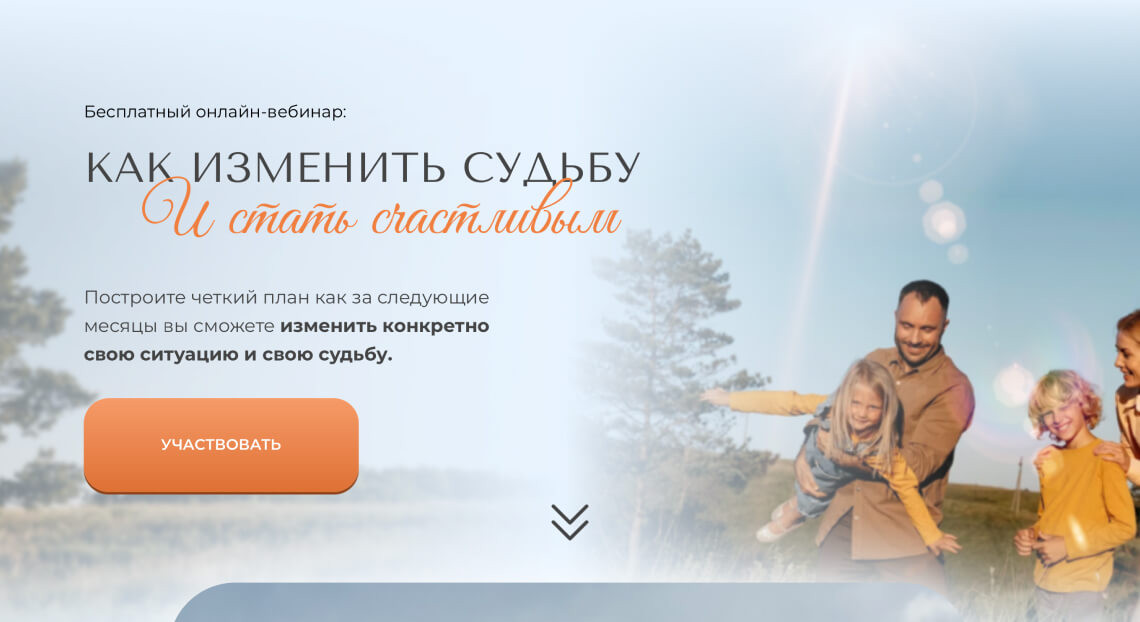 Бесплатный онлайн-вебинар:
КАК ИЗМЕНИТЬ СУДЬБУ
И стать счастливым
Построите четкий план как за следующие
месяцы вы сможете изменить конкретно
свою ситуацию и свою судьбу.
УЧАСТВОВАТЬ